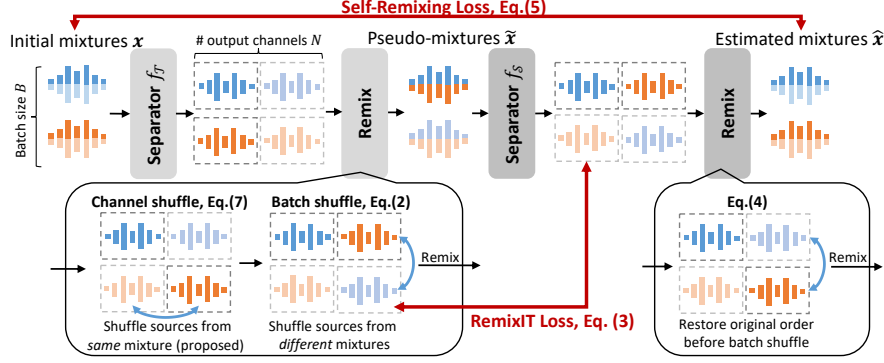 Self-Remixing Loss, Eq.(5)
Initial mixtures x
# output channels N
Pseudo-mixtures x̃
Estimated mixtures x̂
Batch size B
Separator f_𝒯
Remix
Separator f_𝒮
Remix
Channel shuffle, Eq.(7)
Batch shuffle, Eq.(2)
Remix
Shuffle sources from
same mixture (proposed)
Shuffle sources from
different mixtures
RemixIT Loss, Eq. (3)
Eq.(4)
Remix
Restore original order
before batch shuffle